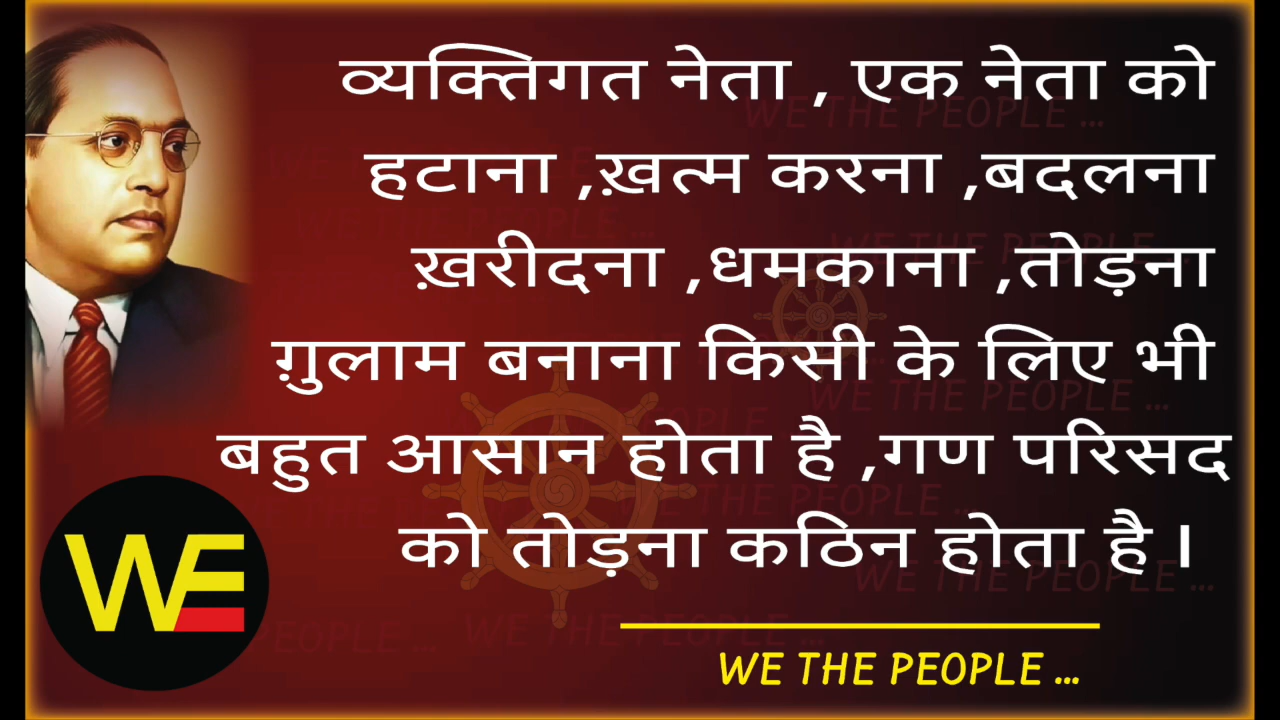 व्यक्तिगत नेता , एक नेता को
हटाना ,ख़त्म करना ,बदलना
ख़रीदना ,धमकाना ,तोड़ना
ग़ुलाम बनाना किसी के लिए भी
बहुत आसान होता है ,गण परिसद
को तोड़ना कठिन होता है ।
WE
WE THE PEOPLE ...